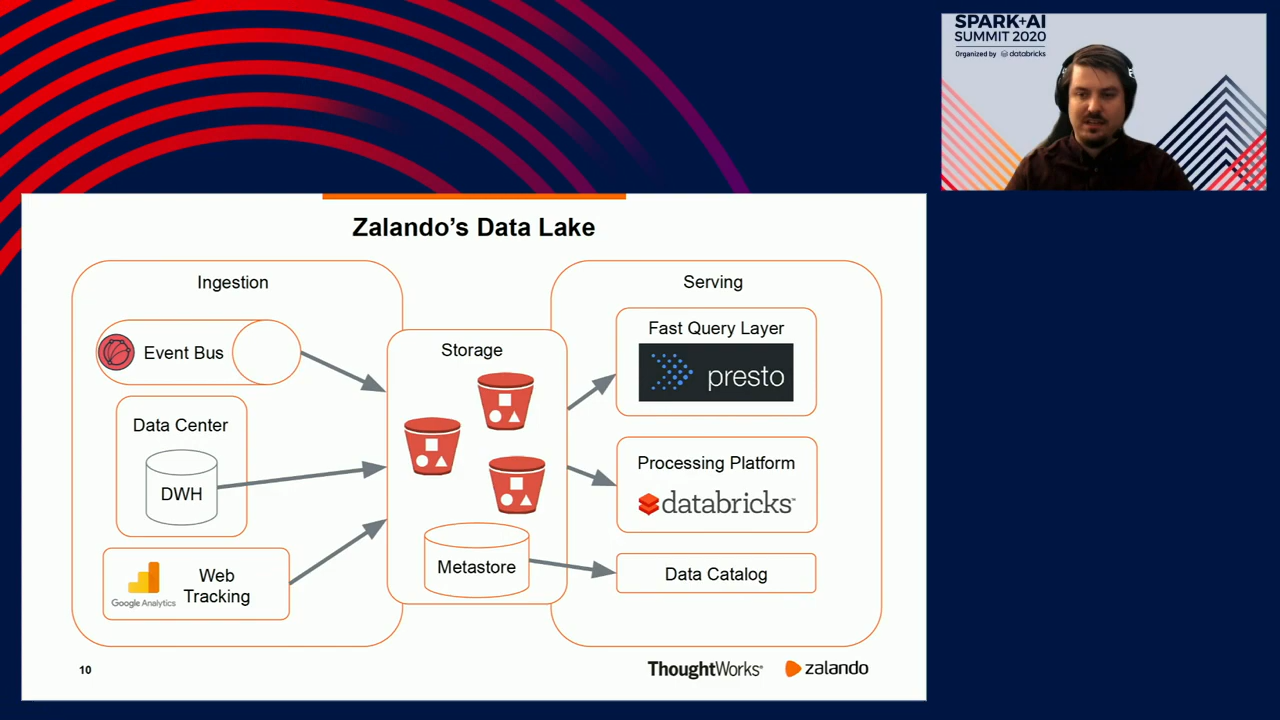 SPARK+AI
SUMMIT 2020
Organized by databricks
Zalando's Data Lake
Ingestion
Event Bus
Data Center
DWH
Google Analytics
Web
Tracking
Storage
Metastore
Serving
Fast Query Layer
presto
Processing Platform
databricks™
Data Catalog
10
ThoughtWorks®
zalando